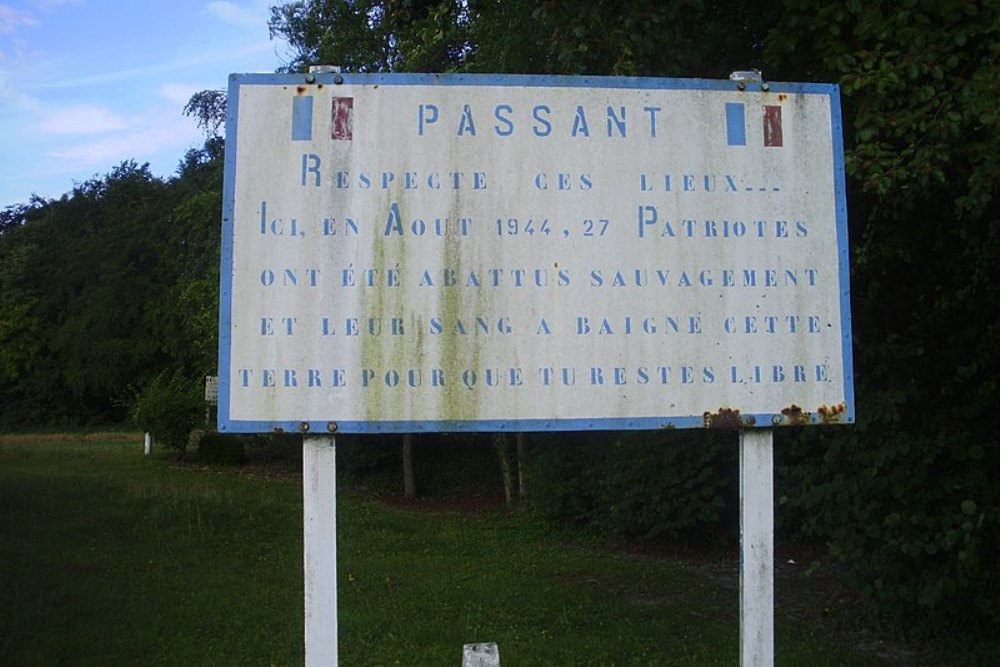 PASSANT
RESPECTE CES LIEUX...
ICI, EN AOUT 1944, 27 PATRIOTES
ONT ÉTÉ ABATTUS SAUVAGEMENT
ET LEUR SANG A BAIGNÉ CETTE
TERRE POUR QUE TU RESTES LIBRE